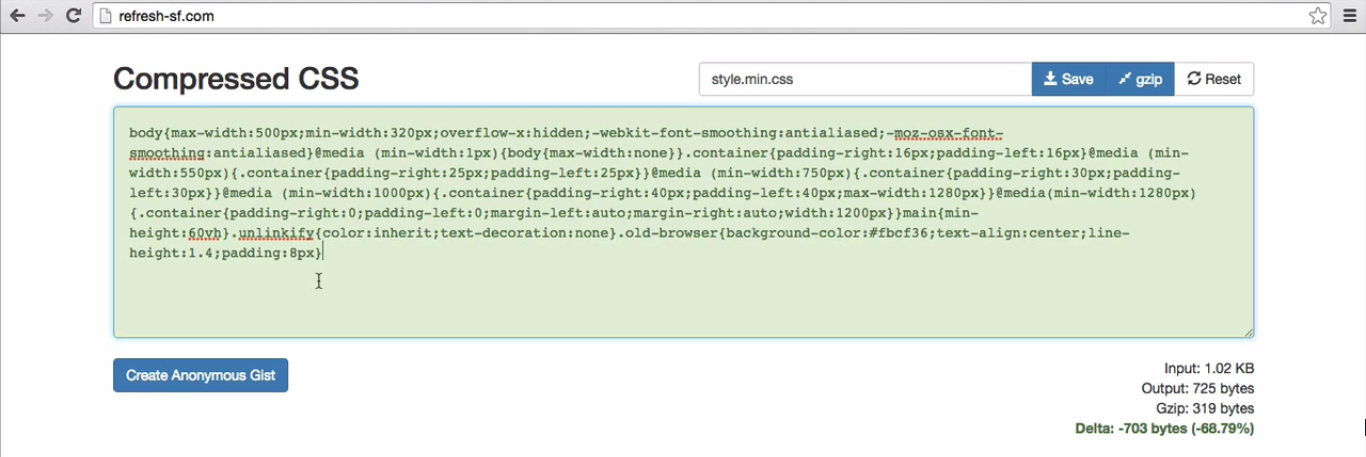 refresh-sf.com
Compressed CSS
style.min.css
Save
gzip
Reset
body{max-width:500px;min-width:320px;overflow-x:hidden;-webkit-font-smoothing:antialiased;-moz-osx-font-
smoothing:antialiased}@media (min-width:1px){body{max-width:none}}.container{padding-right:16px;padding-left:16px}@media (min-
width:550px){.container{padding-right:25px;padding-left:25px}}@media (min-width:750px){.container{padding-right:30px;padding-
left:30px}}@media (min-width:1000px){.container{padding-right:40px;padding-left:40px;max-width:1280px}}@media(min-width:1280px)
{.container{padding-right:0;padding-left:0;margin-left:auto;margin-right:auto;width:1200px}}main{min-
height:60vh}.unlinkify{color:inherit;text-decoration:none}.old-browser{background-color:#fbcf36;text-align:center;line-
height:1.4;padding:8px}
Create Anonymous Gist
Input: 1.02 KB
Output: 725 bytes
Gzip: 319 bytes
Delta: -703 bytes (-68.79%)